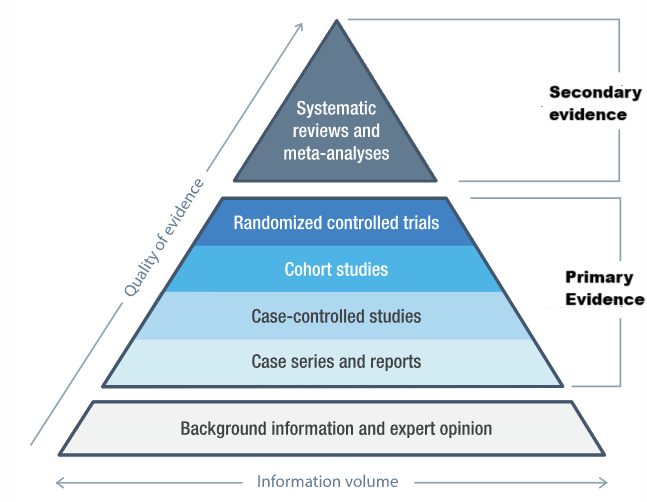 Systematic
reviews and
meta-analyses
Secondary
evidence
Quality of evidence
Randomized controlled trials
Cohort studies
Case-controlled studies
Case series and reports
Primary
Evidence
Background information and expert opinion
Information volume